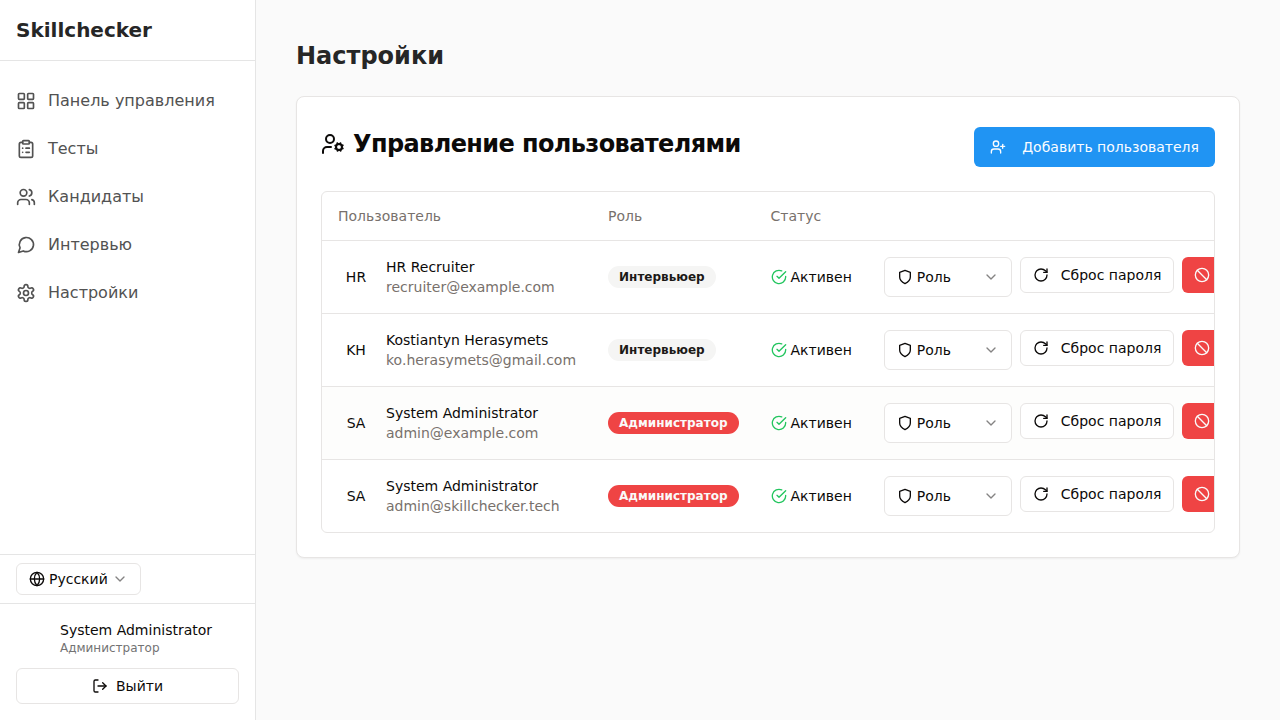 Skillchecker
Панель управления
Тесты
Кандидаты
Интервью
Настройки
Русский
System Administrator
Администратор
Выйти
Настройки
Управление пользователями
Добавить пользователя
Пользователь Роль Статус
HR HR Recruiter recruiter@example.com Интервьюер Активен Роль Сброс пароля
KH Kostiantyn Herasymets ko.herasymets@gmail.com Интервьюер Активен Роль Сброс пароля
SA System Administrator admin@example.com Администратор Активен Роль Сброс пароля
SA System Administrator admin@skillchecker.tech Администратор Активен Роль Сброс пароля